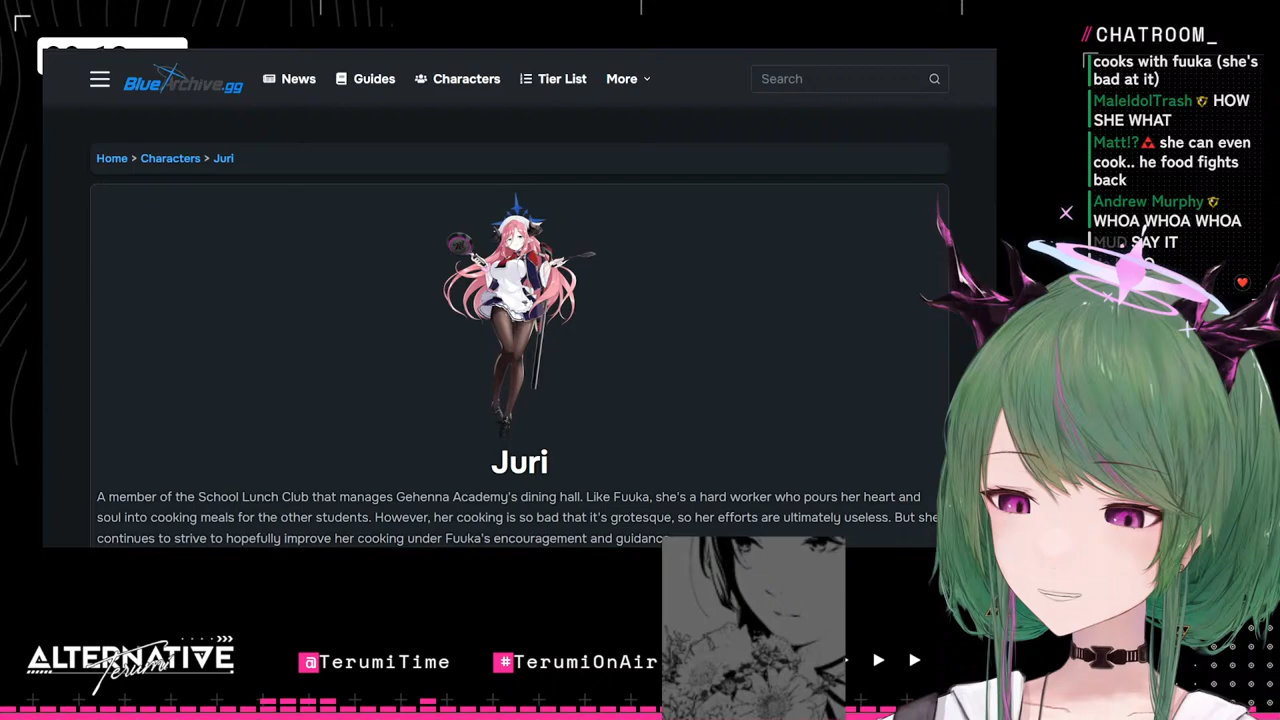 BlueArchive.gg
News
Guides
Characters
Tier List
More
Search
Home > Characters > Juri
Juri
A member of the School Lunch Club that manages Gehenna Academy's dining hall. Like Fuuka, she's a hard worker who pours her heart and
soul into cooking meals for the other students. However, her cooking is so bad that it's grotesque, so her efforts are ultimately useless. But she
continues to strive to hopefully improve her cooking under Fuuka's encouragement and guidance.
//CHATROOM_
cooks with fuuka (she's
bad at it)
MaleIdolTrash HOW
SHE WHAT
Matt!? she can even
cook.. he food fights
back
Andrew Murphy
WHOA WHOA WHOA
MUD SAY IT
ALTERNATIVE
Terumi
@TerumiTime
#TerumiOnAir